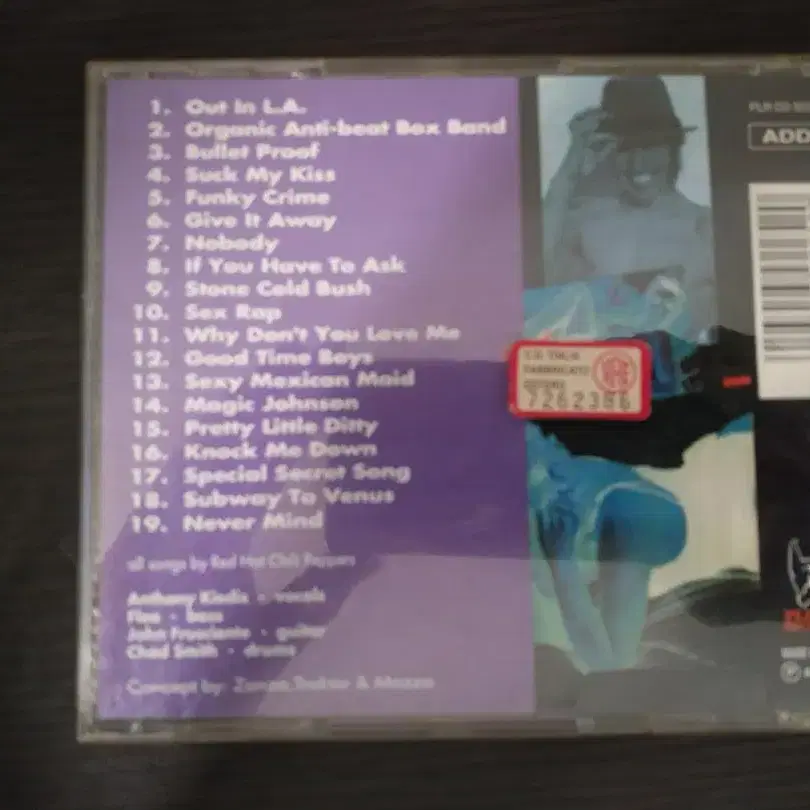 1. Out In L.A.
2. Organic Anti-beat Box Band
3. Bullet Proof
4. Suck My Kiss
5. Funky Crime
6. Give It Away
7. Nobody
8. If You Have To Ask
9. Stone Cold Bush
10. Sex Rap
11. Why Don't You Love Me
12. Good Time Boys
13. Sexy Mexican Maid
14. Magic Johnson
15. Pretty Little Ditty
16. Knock Me Down
17. Special Secret Song
18. Subway To Venus
19. Never Mind
all songs by Red Hot Chili Peppers
Anthony Kiedis - vocals
Flea - bass
John Frusciante - guitar
Chad Smith - drums
Concept by: & 
ADD
7262386